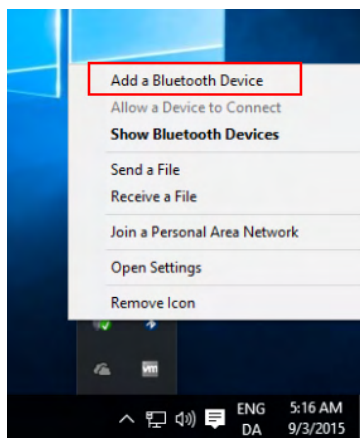 Add a Bluetooth Device
Allow a Device to Connect
Show Bluetooth Devices
Send a File
Receive a File
Join a Personal Area Network
Open Settings
Remove Icon
vm
ENG 5:16 AM
DA 9/3/2015